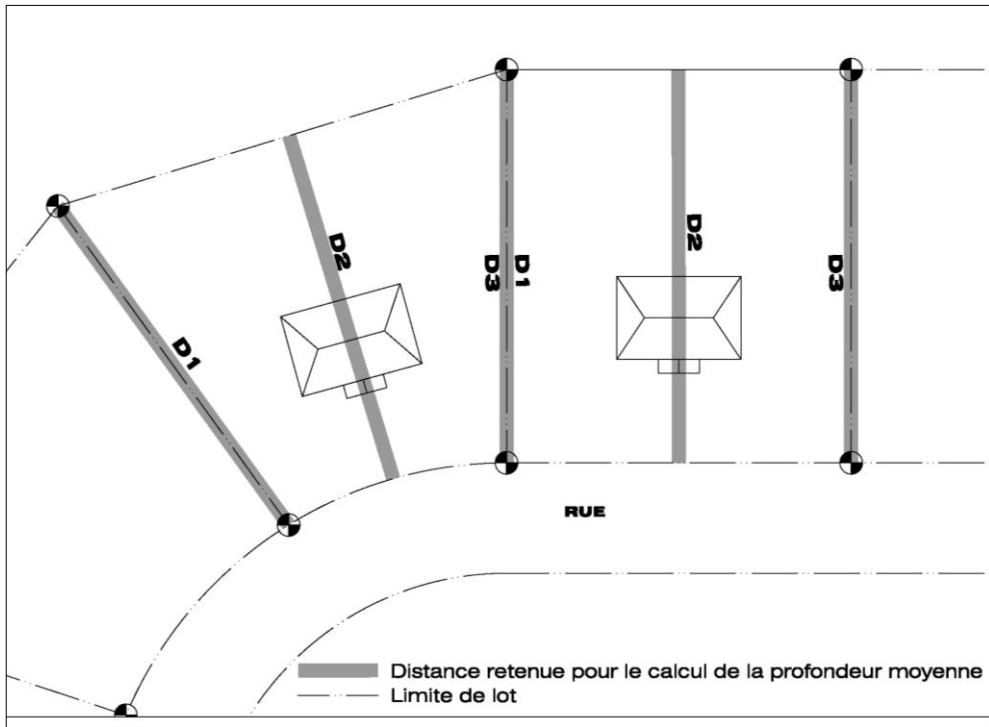 D1
D2
D3
D1
D2
D3
RUE
Distance retenue pour le calcul de la profondeur moyenne
Limite de lot